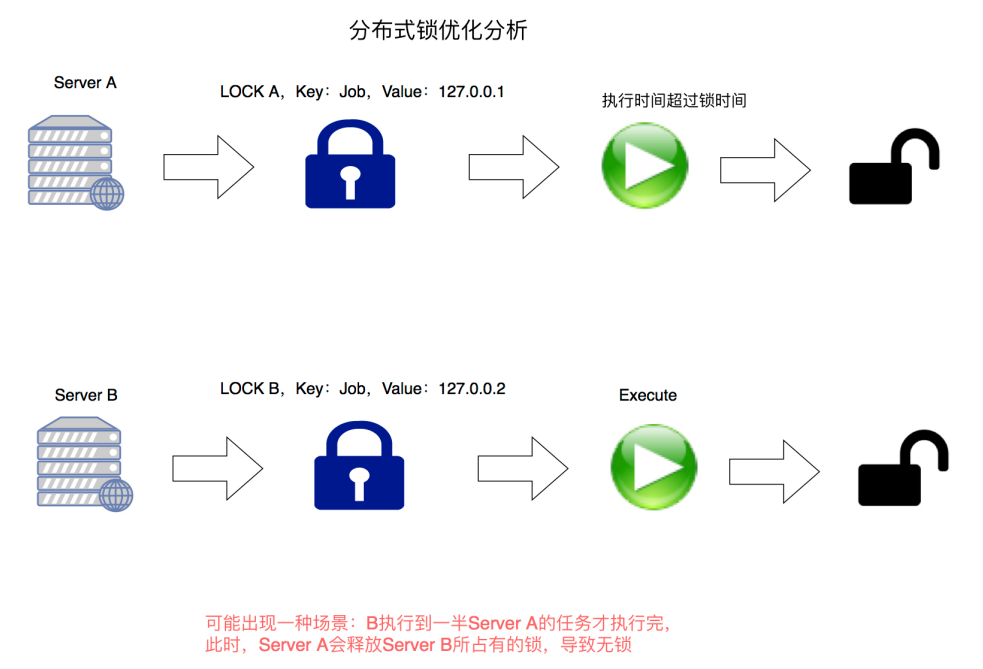 分布式锁优化分析
Server A
LOCK A，Key：Job，Value：127.0.0.1
执行时间超过锁时间
Server B
LOCK B，Key：Job，Value：127.0.0.2
Execute
可能出现一种场景：B执行到一半Server A的任务才执行完，
此时，Server A会释放Server B所占有的锁，导致无锁